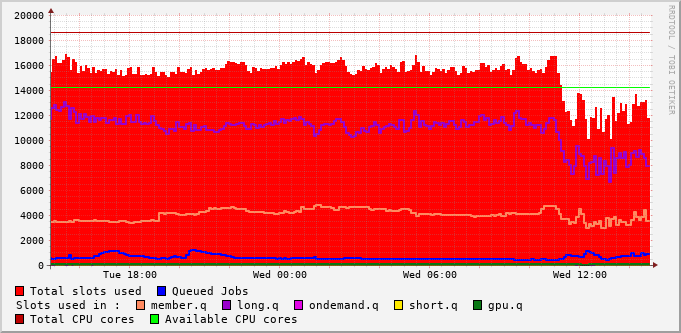 20000
18000
16000
14000
12000
10000
8000
6000
4000
2000
0
Tue 18:00 Wed 00:00 Wed 06:00 Wed 12:00
RRDTOOL / TOBI OETIKER
Total slots used Queued Jobs
Slots used in : member.q long.q ondemand.q short.q gpu.q
Total CPU cores Available CPU cores